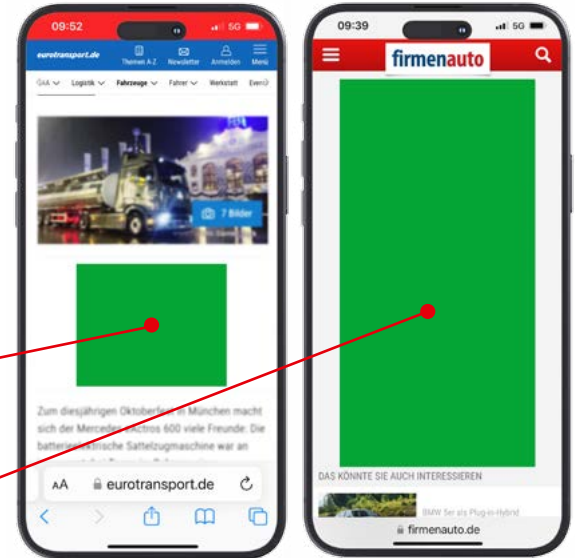 09:52
5G
eurotransport.de
Themen A-Z
Newsletter
Anmelden
Menü
Logistik
Fahrzeuge
Fahrer
Werkstatt
7 Bilder
Zum diesjährigen Oktoberfest in München macht
sich der Mercedes eActros 600 viele Freunde: Die
batterieelektrische Sattelzugmaschine war an
AA
eurotransport.de
09:39
5G
firmenauto
DAS KÖNNTE SIE AUCH INTERESSIEREN
BMW 5er als Plug-in-Hybrid
firmenauto.de